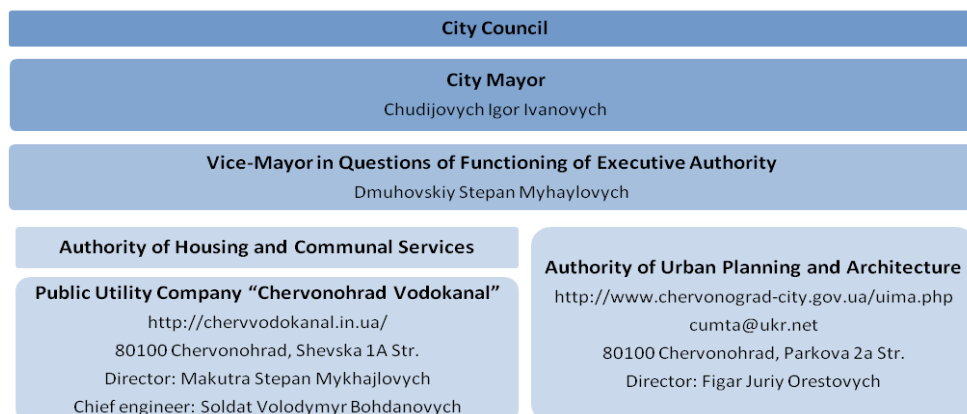 City Council
City Mayor
Chudijovych Igor Ivanovych
Vice-Mayor in Questions of Functioning of Executive Authority
Dmuhovskiy Stepan Myhaylovych
Authority of Housing and Communal Services
Public Utility Company “Chervonohrad Vodokanal”
http://chervvodokanal.in.ua/
80100 Chervonohrad, Shevska 1A Str.
Director: Makutra Stepan Mykhajlovych
Chief engineer: Soldat Volodymyr Bohdanovych
Authority of Urban Planning and Architecture
http://www.chervonograd-city.gov.ua/uima.php
cumta@ukr.net
80100 Chervonohrad, Parkova 2a Str.
Director: Figar Juriy Orestovych